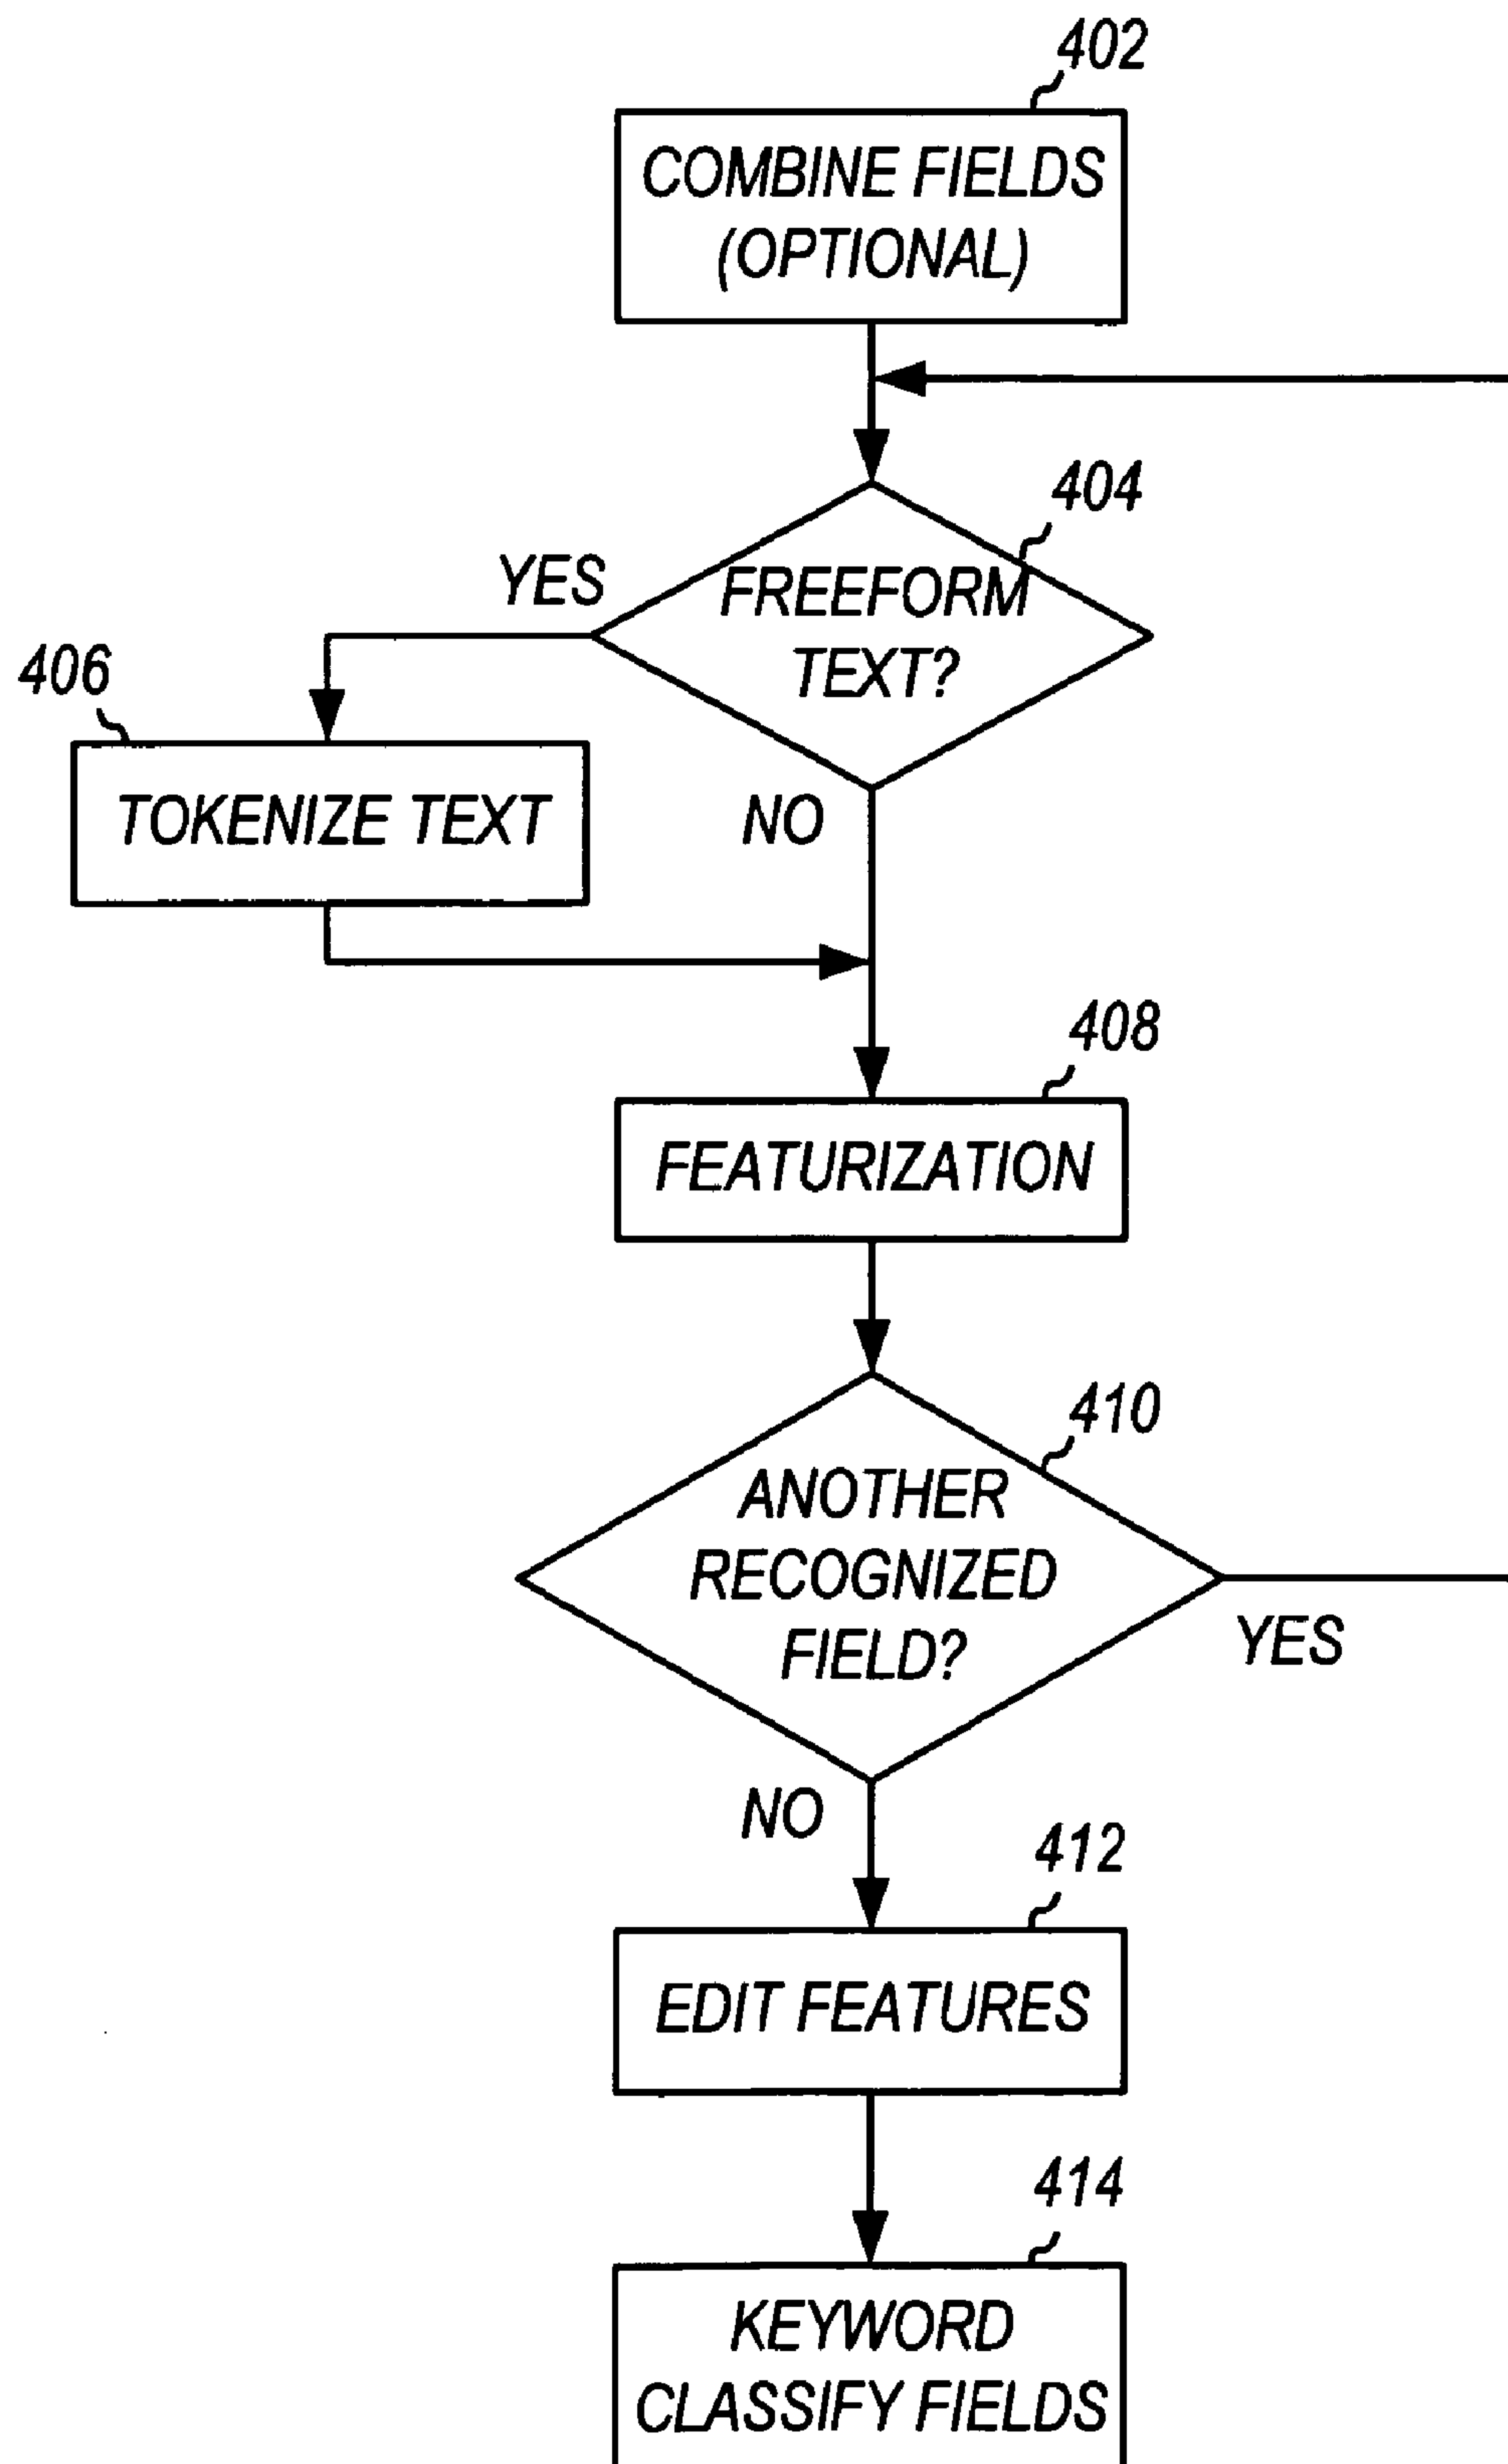 402
COMBINE FIELDS
(OPTIONAL)
404
YES
FREEFORM
TEXT?
406
TOKENIZE TEXT
NO
408
FEATURIZATION
410
ANOTHER
RECOGNIZED
FIELD?
YES
NO
412
EDIT FEATURES
414
KEYWORD
CLASSIFY FIELDS